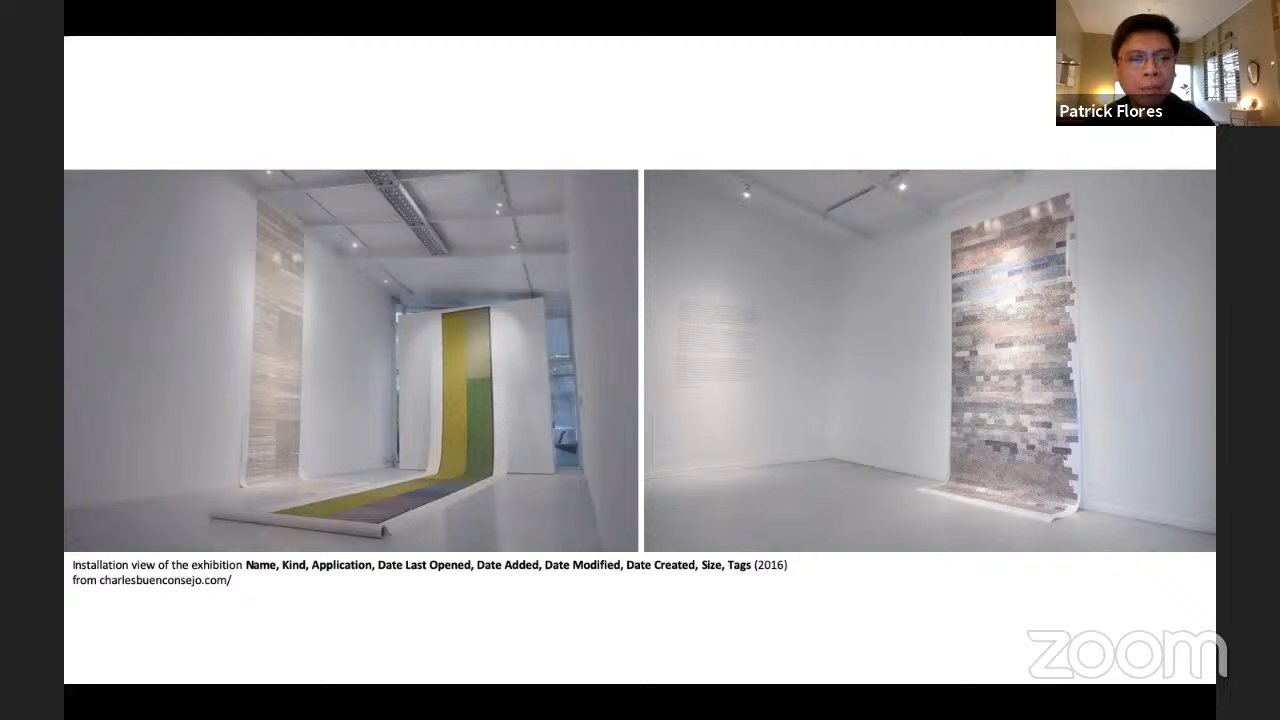 Patrick Flores
Installation view of the exhibition Name, Kind, Application, Date Last Opened, Date Added, Date Modified, Date Created, Size, Tags (2016)
from charlesbuenconsejo.com/
zoom